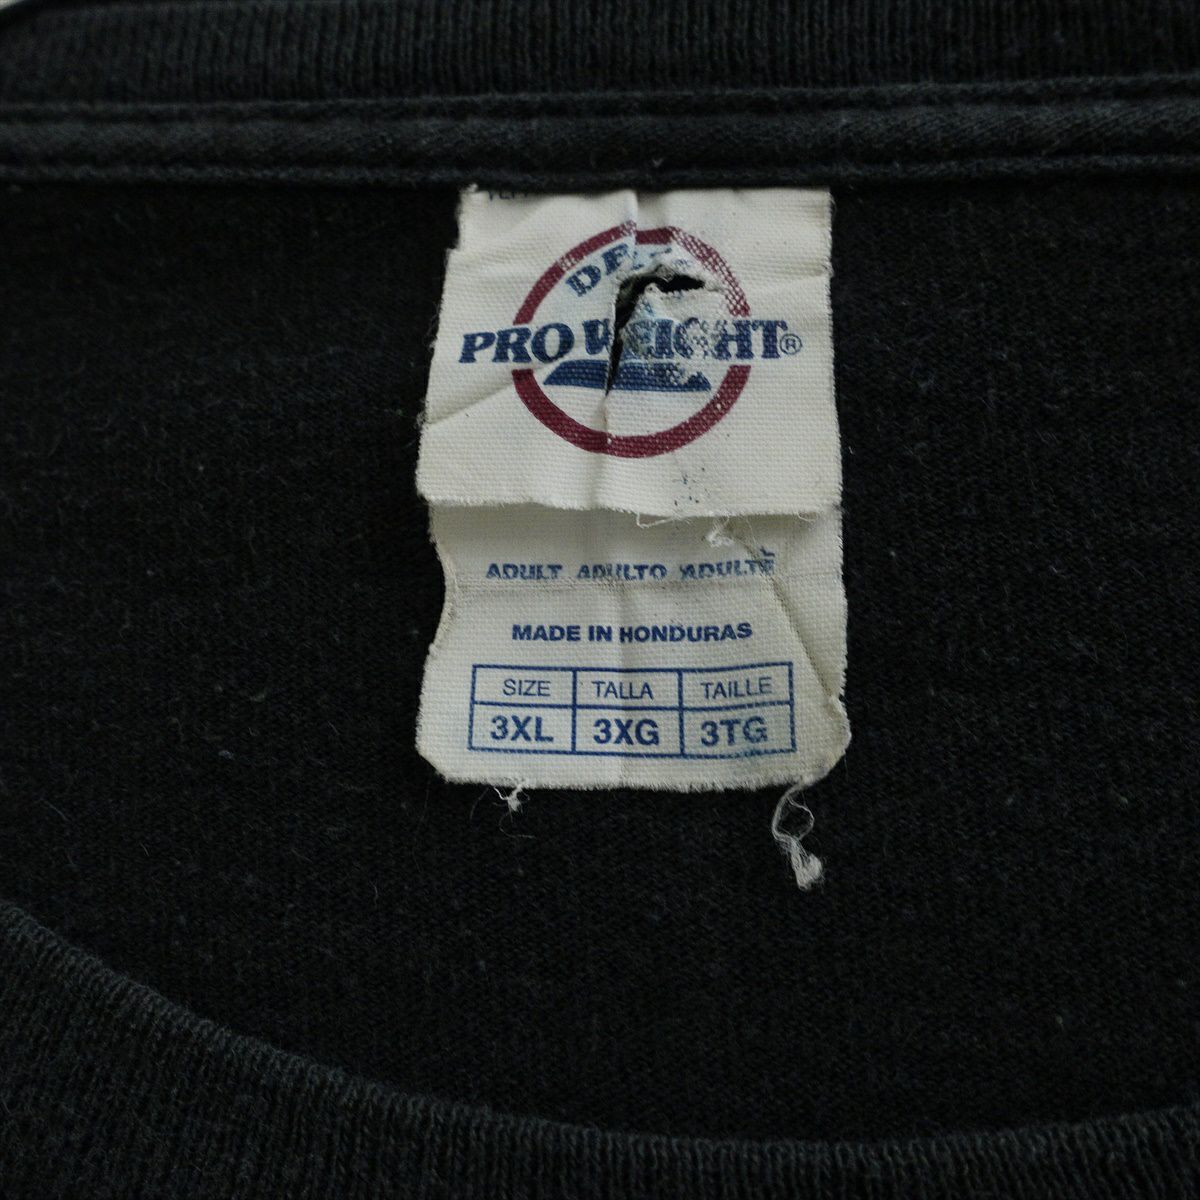 PRO WEIGHT®
ADULT ADULTO ADULTE
MADE IN HONDURAS
SIZE TALLA TAILLE
3XL 3XG 3TG